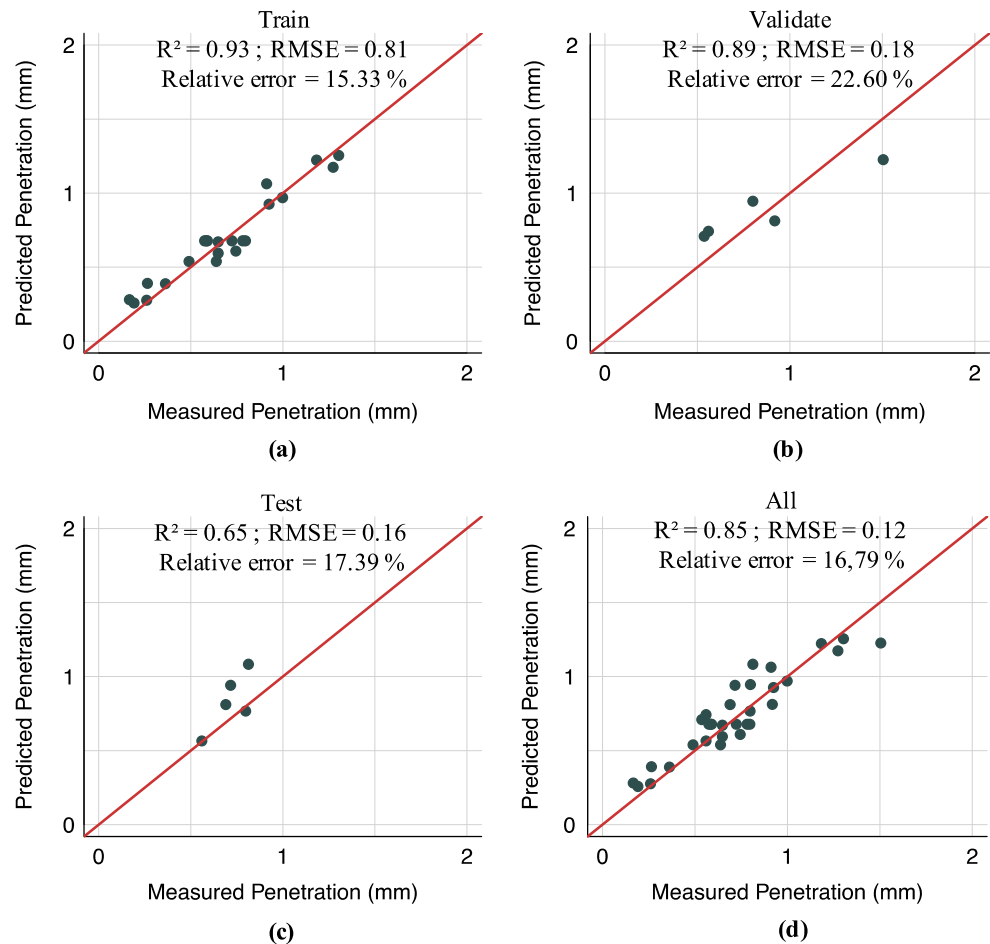 Train
R² = 0.93 ; RMSE = 0.81
Relative error = 15.33 %
Predicted Penetration (mm)
2
1
0
0 1 2
Measured Penetration (mm)
(a)
Validate
R² = 0.89 ; RMSE = 0.18
Relative error = 22.60 %
Predicted Penetration (mm)
2
1
0
0 1 2
Measured Penetration (mm)
(b)
Test
R² = 0.65 ; RMSE = 0.16
Relative error = 17.39 %
Predicted Penetration (mm)
2
1
0
0 1 2
Measured Penetration (mm)
(c)
All
R² = 0.85 ; RMSE = 0.12
Relative error = 16,79 %
Predicted Penetration (mm)
2
1
0
0 1 2
Measured Penetration (mm)
(d)